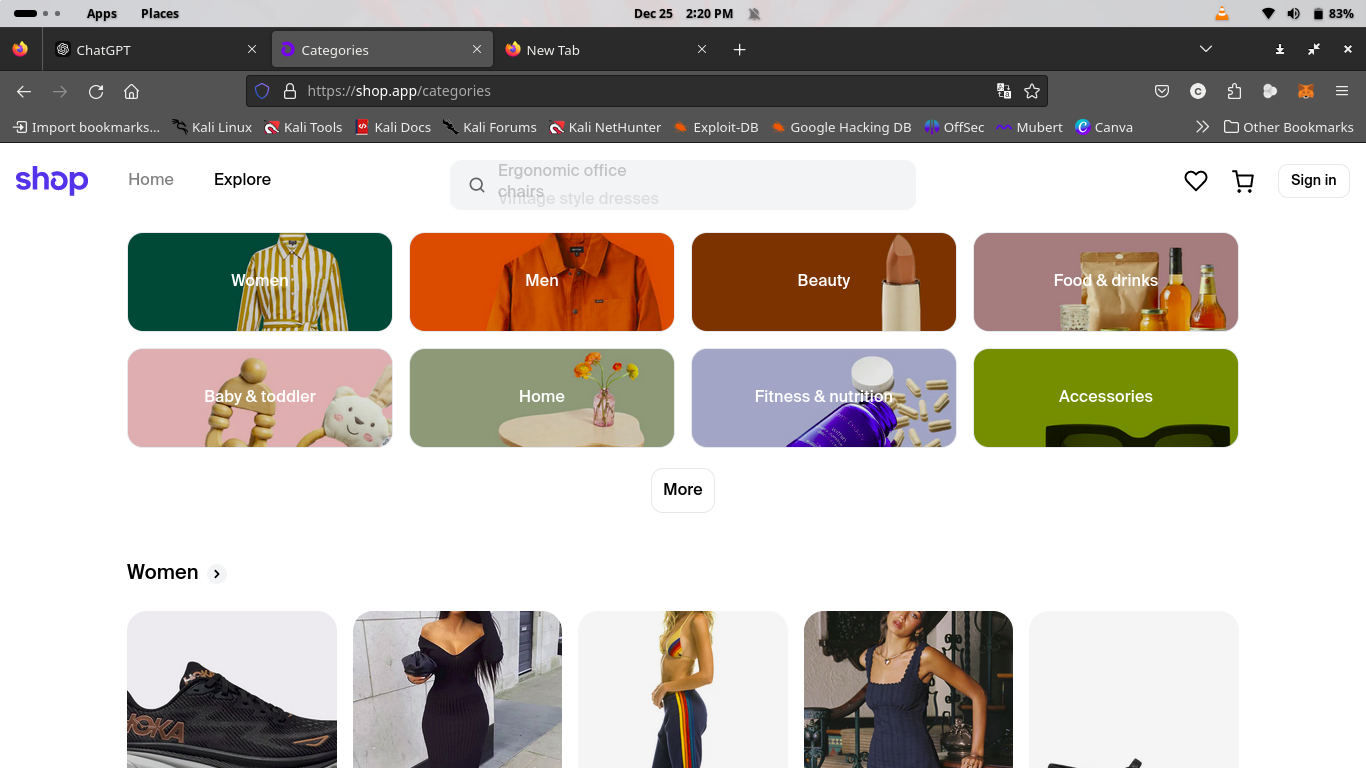 Apps Places Dec 25 2:20 PM 83%
ChatGPT Categories New Tab
https://shop.app/categories
Import bookmarks... Kali Linux Kali Tools Kali Docs Kali Forums Kali NetHunter Exploit-DB Google Hacking DB OffSec Mubert Canva Other Bookmarks
shop Home Explore Ergonomic office chairs Sign in
Vintage style dresses
Women Men Beauty Food & drinks
Baby & toddler Home Fitness & nutrition Accessories
More
Women
HOKA
HOKA